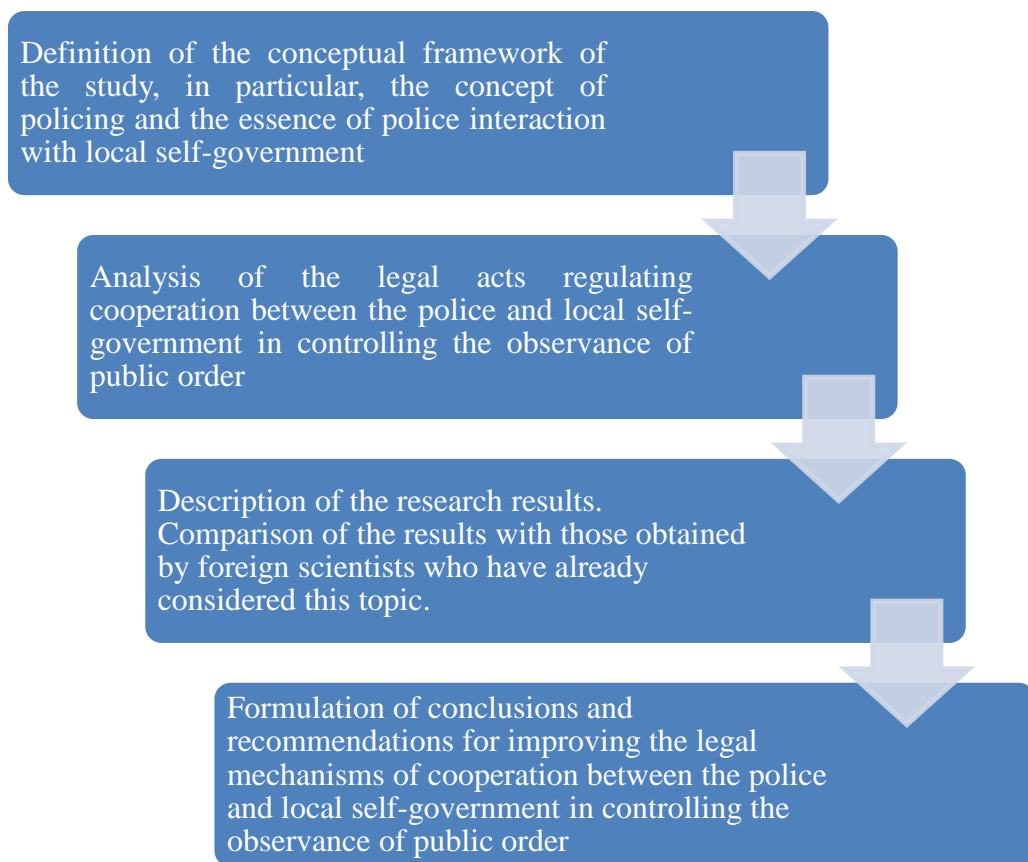 Definition of the conceptual framework of
the study, in particular, the concept of
policing and the essence of police interaction
with local self-government
Analysis of the legal acts regulating
cooperation between the police and local self-
government in controlling the observance of
public order
Description of the research results.
Comparison of the results with those obtained
by foreign scientists who have already
considered this topic.
Formulation of conclusions and
recommendations for improving the legal
mechanisms of cooperation between the police
and local self-government in controlling the
observance of public order